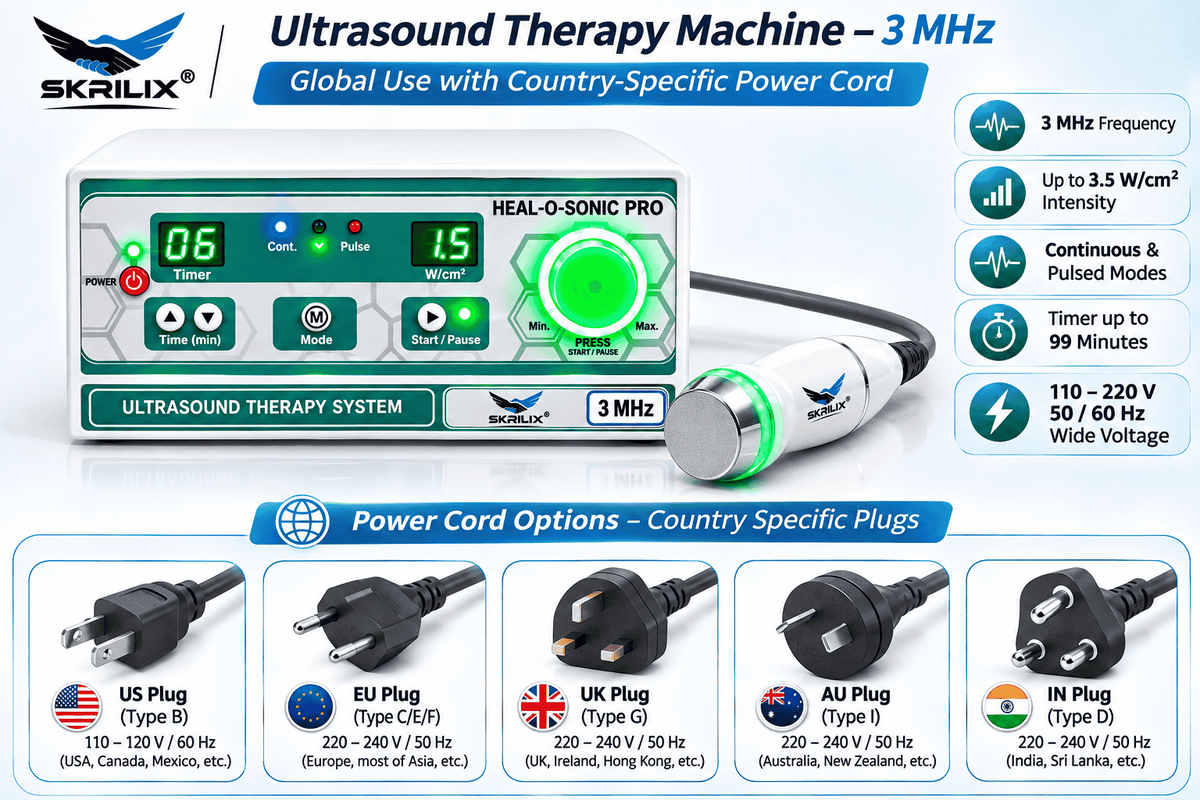 SKRILIX®
Ultrasound Therapy Machine – 3 MHz
Global Use with Country-Specific Power Cord
HEAL-O-SONIC PRO
06
Timer
Cont.
Pulse
1.5
W/cm²
POWER
Time (min)
M
Mode
Start / Pause
Min.
Max.
PRESS
START / PAUSE
ULTRASOUND THERAPY SYSTEM
SKRILIX®
3 MHz
SKRILIX®
3 MHz Frequency
Up to 3.5 W/cm²
Intensity
Continuous &
Pulsed Modes
Timer up to
99 Minutes
110 – 220 V
50 / 60 Hz
Wide Voltage
Power Cord Options – Country Specific Plugs
US Plug
(Type B)
110 – 120 V / 60 Hz
(USA, Canada, Mexico, etc.)
EU Plug
(Type C/E/F)
220 – 240 V / 50 Hz
(Europe, most of Asia, etc.)
UK Plug
(Type G)
220 – 240 V / 50 Hz
(UK, Ireland, Hong Kong, etc.)
AU Plug
(Type I)
220 – 240 V / 50 Hz
(Australia, New Zealand, etc.)
IN Plug
(Type D)
220 – 240 V / 50 Hz
(India, Sri Lanka, etc.)